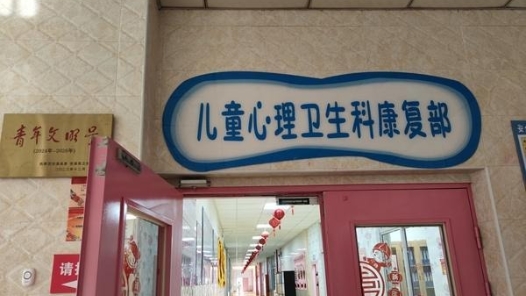 儿童心理卫生科康复部
青年文明号
请